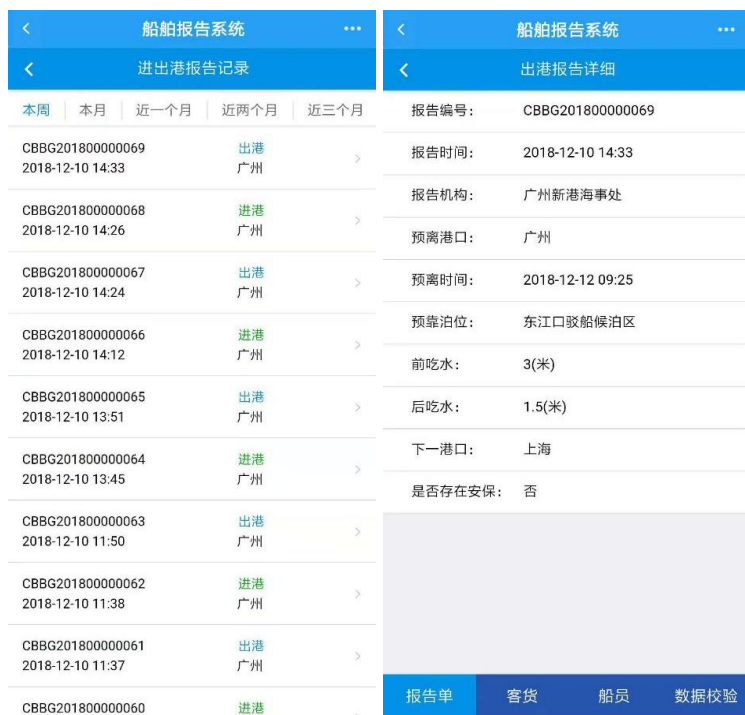 船舶报告系统
进出港报告记录
本周 本月 近一个月 近两个月 近三个月
CBBG201800000069 出港
2018-12-10 14:33 广州
CBBG201800000068 进港
2018-12-10 14:26 广州
CBBG201800000067 出港
2018-12-10 14:24 广州
CBBG201800000066 进港
2018-12-10 14:12 广州
CBBG201800000065 出港
2018-12-10 13:51 广州
CBBG201800000064 进港
2018-12-10 13:45 广州
CBBG201800000063 出港
2018-12-10 11:50 广州
CBBG201800000062 进港
2018-12-10 11:38 广州
CBBG201800000061 出港
2018-12-10 11:37 广州
CBBG201800000060 进港
船舶报告系统
出港报告详细
报告编号: CBBG201800000069
报告时间: 2018-12-10 14:33
报告机构: 广州新港海事处
预离港口: 广州
预离时间: 2018-12-12 09:25
预靠泊位: 东江口驳船候泊区
前吃水: 3(米)
后吃水: 1.5(米)
下一港口: 上海
是否存在安保: 否
报告单 客货 船员 数据校验